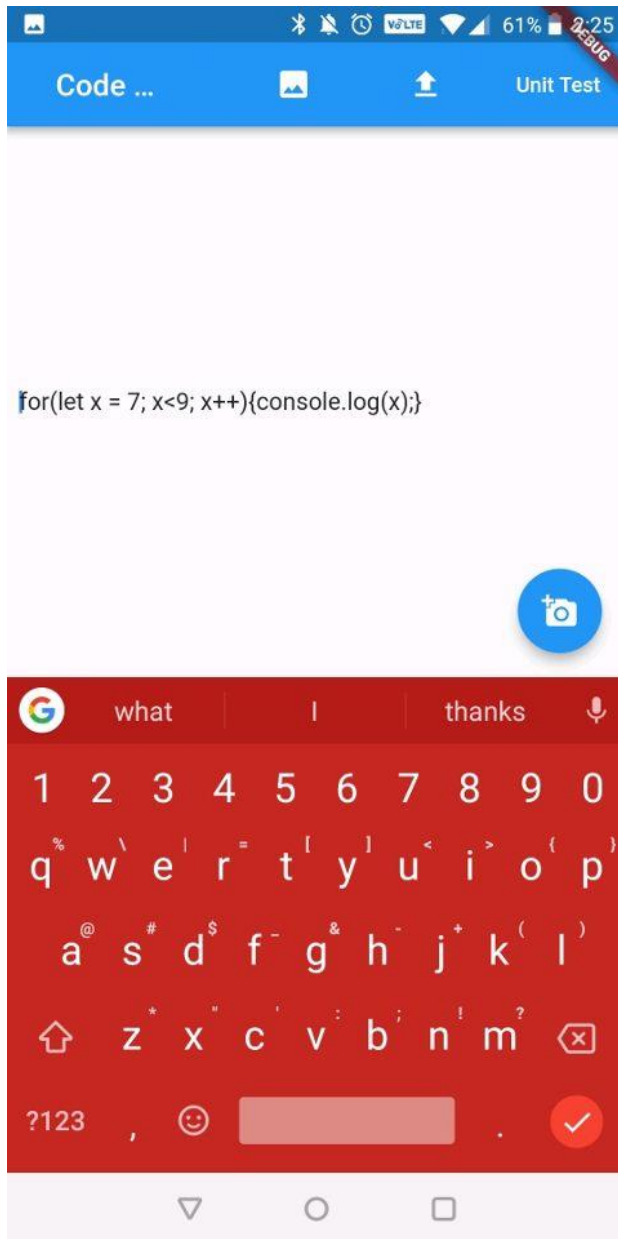 VoLTE 61% 2:25
DEBUG
Code ...
Unit Test
for(let x = 7; x<9; x++){console.log(x);}
G what I thanks
1 2 3 4 5 6 7 8 9 0
% \ | = [ ] < > { }
q w e r t y u i o p
@ # $ _ & - + ( )
a s d f g h j k l
* " ' : ; ! ?
z x c v b n m
?123 , .